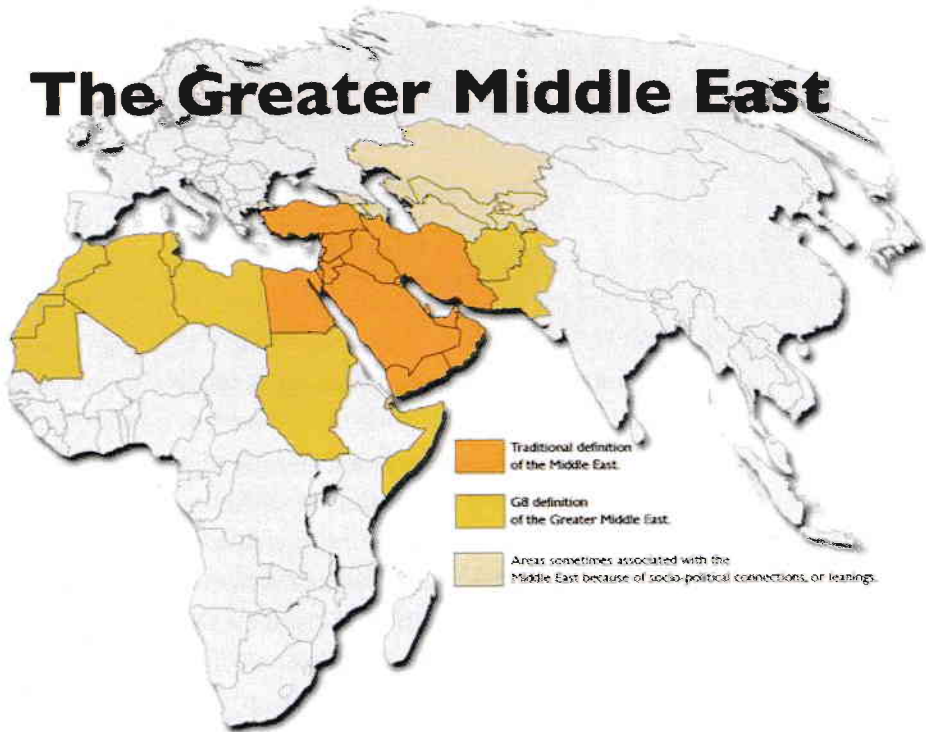 The Greater Middle East
Traditional definition
of the Middle East.
G8 definition
of the Greater Middle East.
Areas sometimes associated with the
Middle East because of socio-political connections, or leanings.